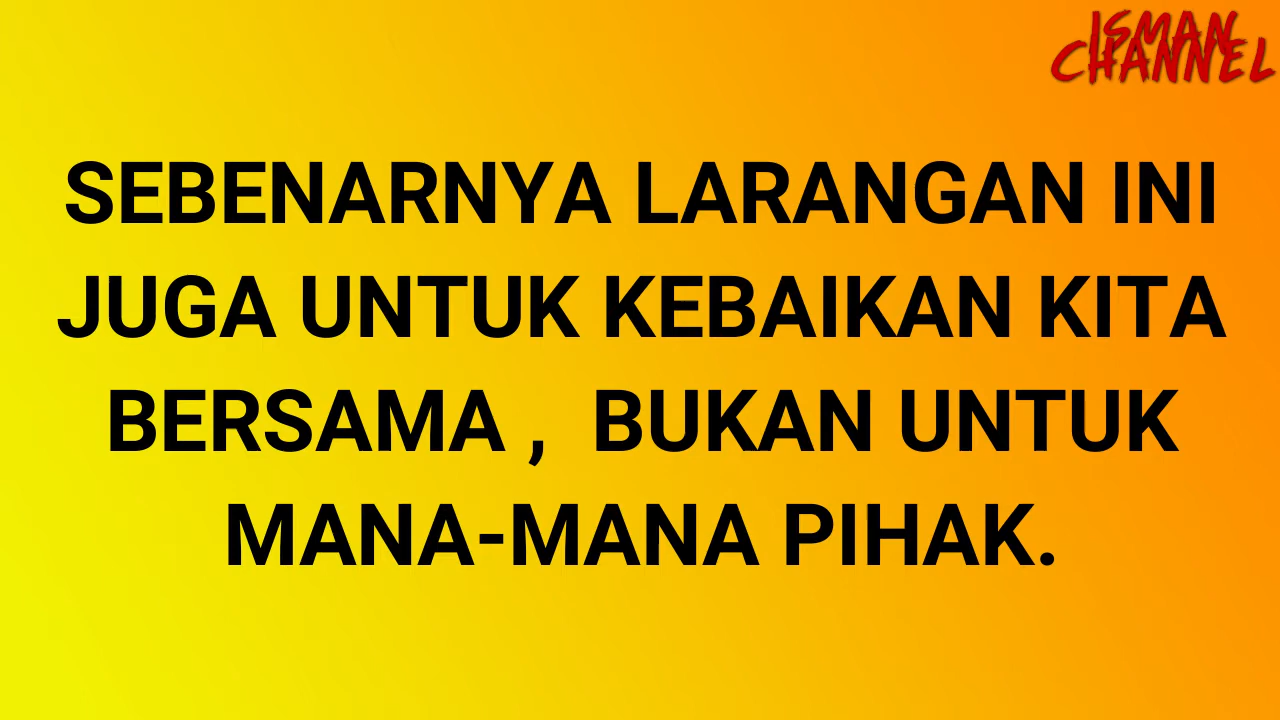 ISMAN
CHANNEL
SEBENARNYA LARANGAN INI
JUGA UNTUK KEBAIKAN KITA
BERSAMA ,  BUKAN UNTUK
MANA-MANA PIHAK.